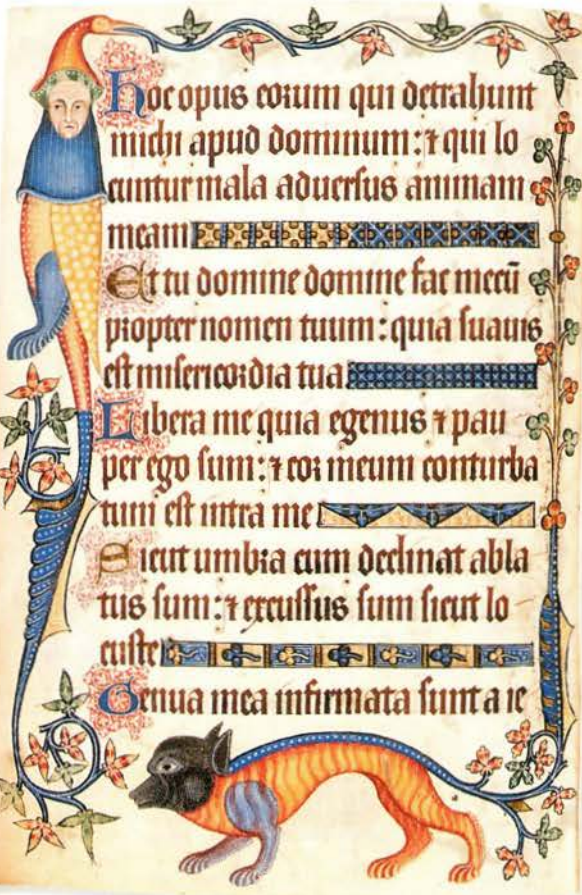 Hoc opus eorum qui detrahunt
michi apud dominum: ⁊ qui lo
cuntur mala adversus animam
meam
Et tu domine domine fac mecū
propter nomen tuum: quia suavis
est misericordia tua
Libera me quia egenus ⁊ pau
per ego sum: ⁊ cor meum conturba
tum est intra me
Sicut umbra cum declinat abla
tus sum: ⁊ excussus sum sicut lo
custe
Genua mea infirmata sunt a ie